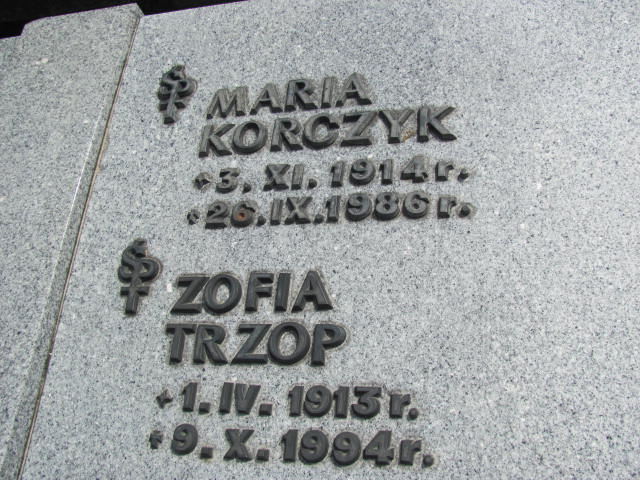 ŚP MARIA
KORCZYK
+3. XI. 1914 r.
+26. IX. 1986 r.
ŚP ZOFIA
TRZOP
+1. IV. 1913 r.
+9. X. 1994 r.